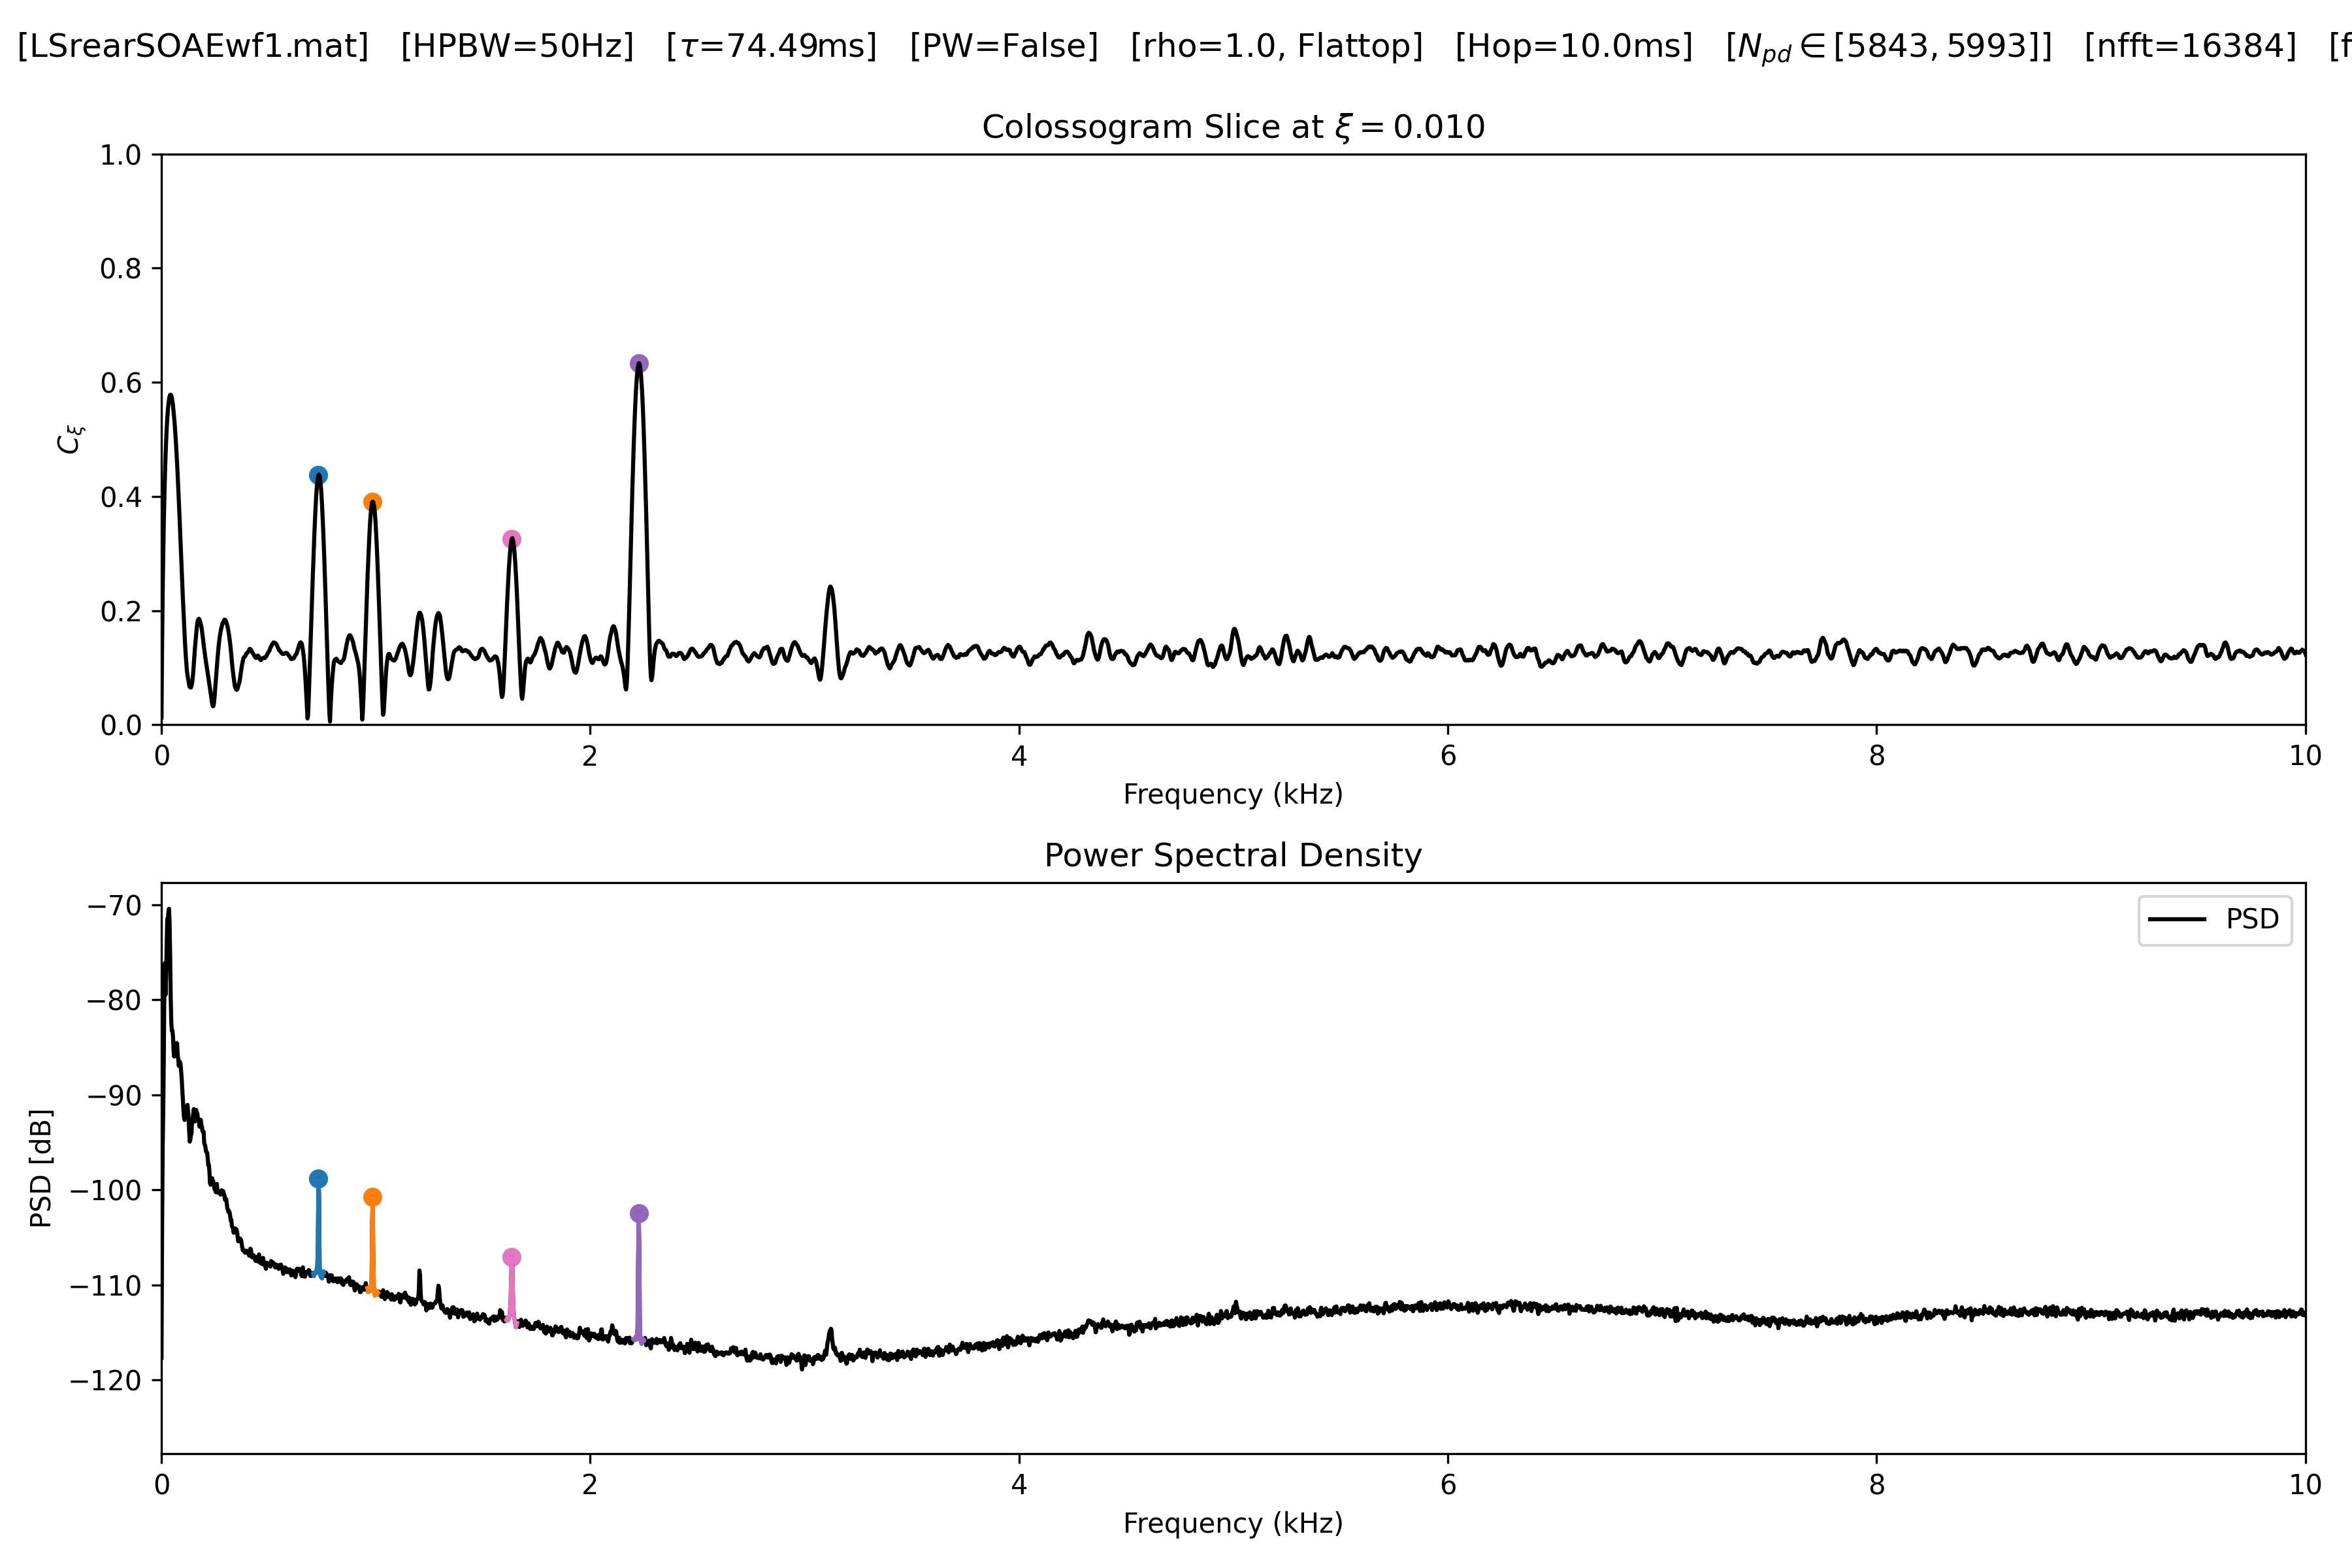 [LSrearSOAEwf1.mat] [HPBW=50Hz] [τ=74.49ms] [PW=False] [rho=1.0, Flattop] [Hop=10.0ms] [N_pd ∈ [5843, 5993]] [nfft=16384] [f
Colossogram Slice at ξ = 0.010
1.0
0.8
0.6
0.4
0.2
0.0
C_ξ
0 2 4 6 8 10
Frequency (kHz)
Power Spectral Density
−70
−80
−90
−100
−110
−120
PSD [dB]
PSD
0 2 4 6 8 10
Frequency (kHz)